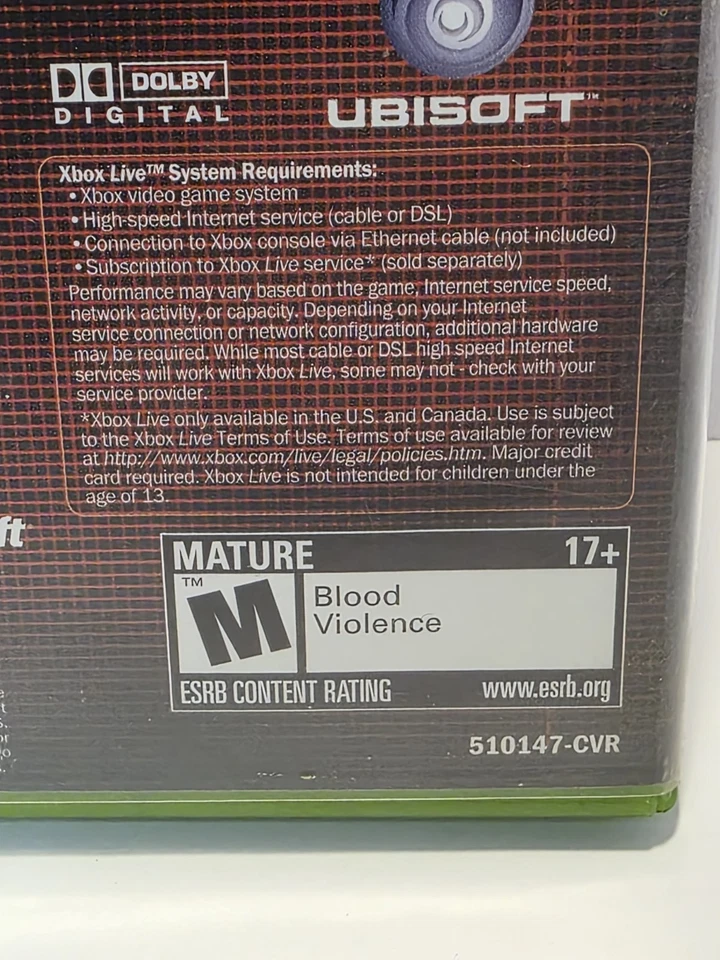 DOLBY
DIGITAL
UBISOFT™
Xbox Live™ System Requirements:
• Xbox video game system
• High-speed Internet service (cable or DSL)
• Connection to Xbox console via Ethernet cable (not included)
• Subscription to Xbox Live service* (sold separately)
Performance may vary based on the game, Internet service speed,
network activity, or capacity. Depending on your Internet
service connection or network configuration, additional hardware
may be required. While most cable or DSL high speed Internet
services will work with Xbox Live, some may not - check with your
service provider.
*Xbox Live only available in the U.S. and Canada. Use is subject
to the Xbox Live Terms of Use. Terms of use available for review
at http://www.xbox.com/live/legal/policies.htm. Major credit
card required. Xbox Live is not intended for children under the
age of 13.
ft
MATURE 17+
TM
M
Blood
Violence
ESRB CONTENT RATING www.esrb.org
510147-CVR